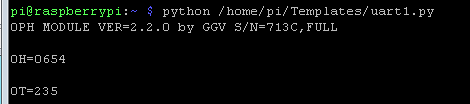 pi@raspberrypi:~ $ python /home/pi/Templates/uart1.py
OPH MODULE VER=2.2.0 by GGV S/N=713C,FULL
OH=0654
OT=235